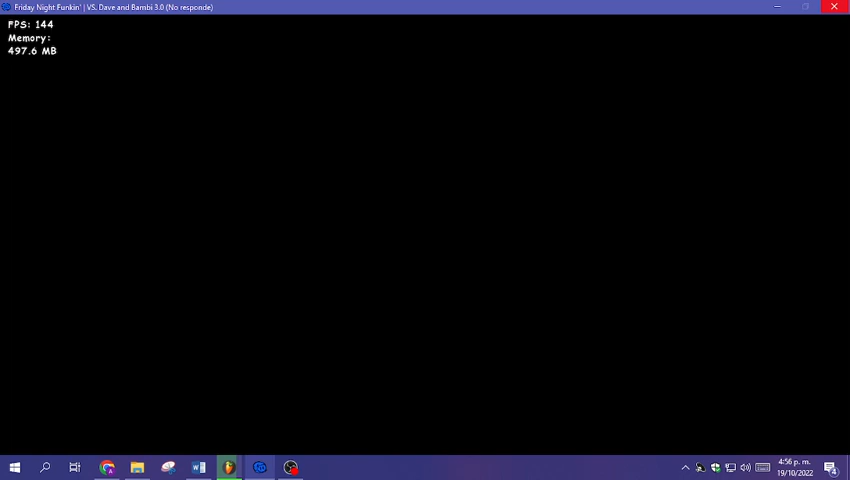 Friday Night Funkin' | VS. Dave and Bambi 3.0 (No responde)
FPS: 144
Memory:
497.6 MB
4:56 p. m.
19/10/2022
4